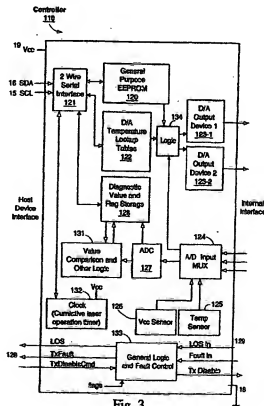 Controller
110
19 Vcc
16 SDA
15 SCL
2 Wire
Serial
Interface
121
General
Purpose
EEPROM
120
D/A
Temperature
Lookup
Tables
122
134
Logic
D/A
Output
Device 1
123-1
D/A
Output
Device 2
123-2
Host
Device
Interface
Diagnostic
Value and
Flag Storage
128
Internal
Interface
131
Value
Comparison and
Other Logic
ADC
127
124
A/D Input
MUX
132
Vcc
Clock
(Cumulative laser
operation timer)
126
Vcc
Sensor
125
Temp
Sensor
133
LOS
TxFault
TxDisableCmd
General Logic
and Fault Control
LOS In
129
Fault In
Tx Disable
flags
Fig. 3